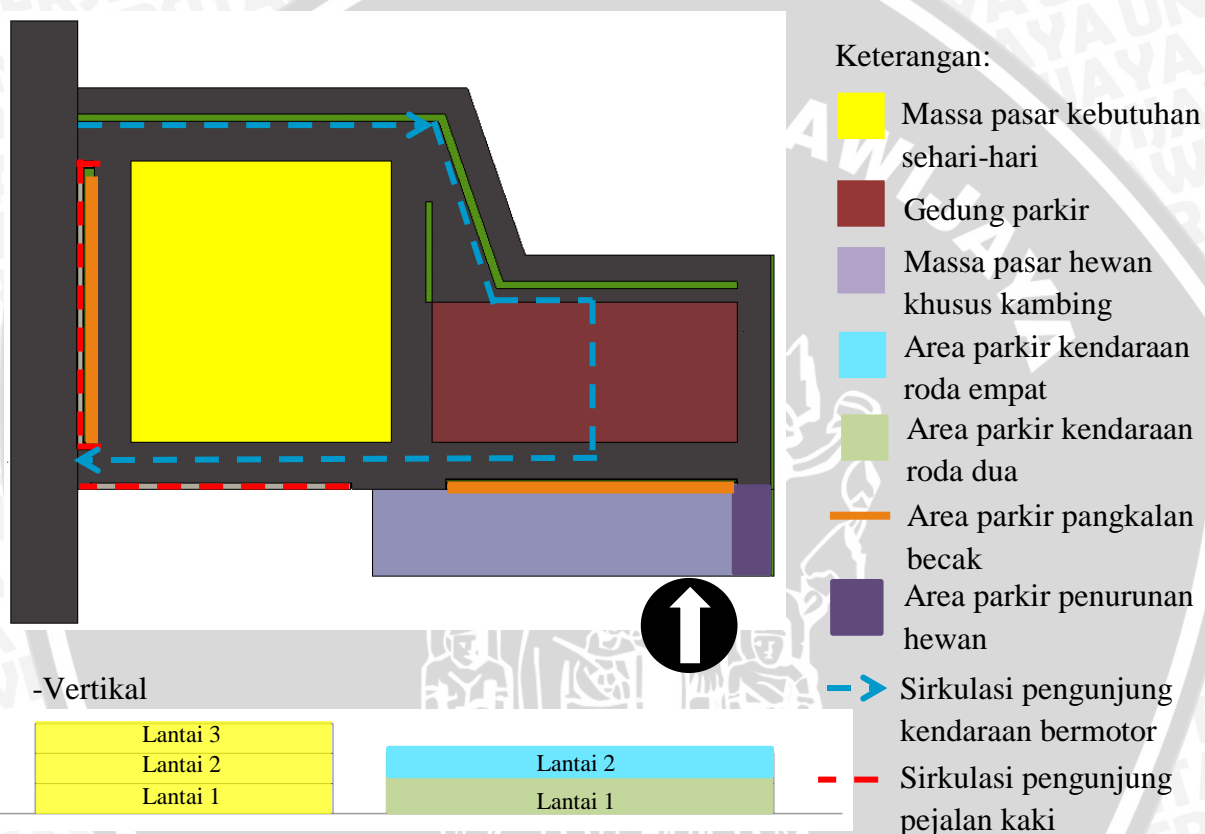 Keterangan:
Massa pasar kebutuhan
sehari-hari
Gedung parkir
Massa pasar hewan
khusus kambing
Area parkir kendaraan
roda empat
Area parkir kendaraan
roda dua
Area parkir pangkalan
becak
Area parkir penurunan
hewan
Sirkulasi pengunjung
kendaraan bermotor
Sirkulasi pengunjung
pejalan kaki
-Vertikal
Lantai 3
Lantai 2
Lantai 1
Lantai 2
Lantai 1
AWIJAYA